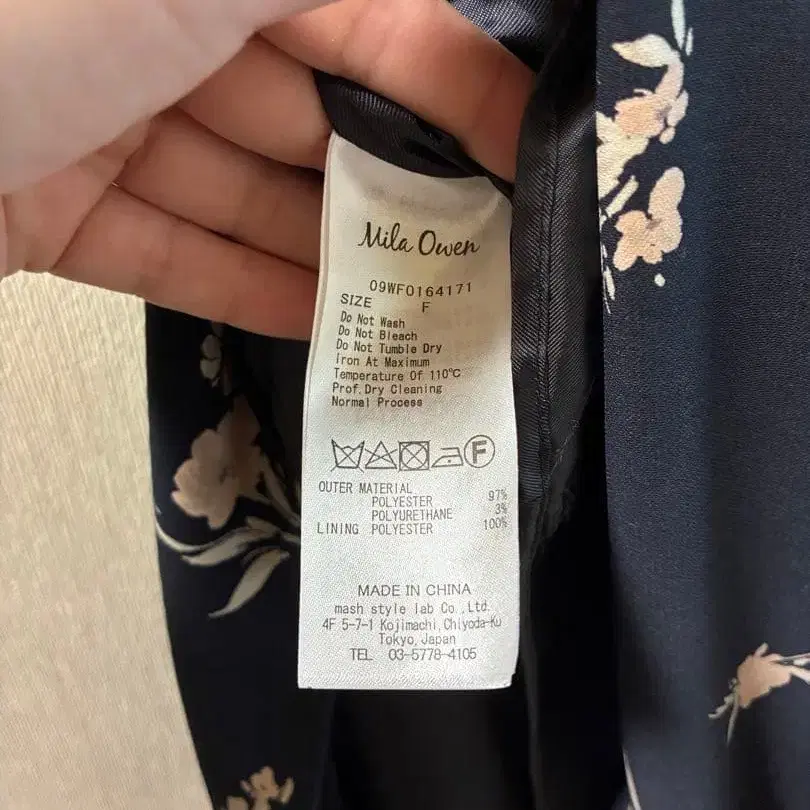 Mila Owen
09WF0164171
SIZE F
Do Not Wash
Do Not Bleach
Do Not Tumble Dry
Iron At Maximum
Temperature Of 110℃
Prof.Dry Cleaning
Normal Process
F
OUTER MATERIAL
POLYESTER 97%
POLYURETHANE 3%
LINING POLYESTER 100%
MADE IN CHINA
mash style lab Co.,Ltd.
4F 5-7-1 Kojimachi,Chiyoda-Ku
Tokyo,Japan
TEL 03-5778-4105